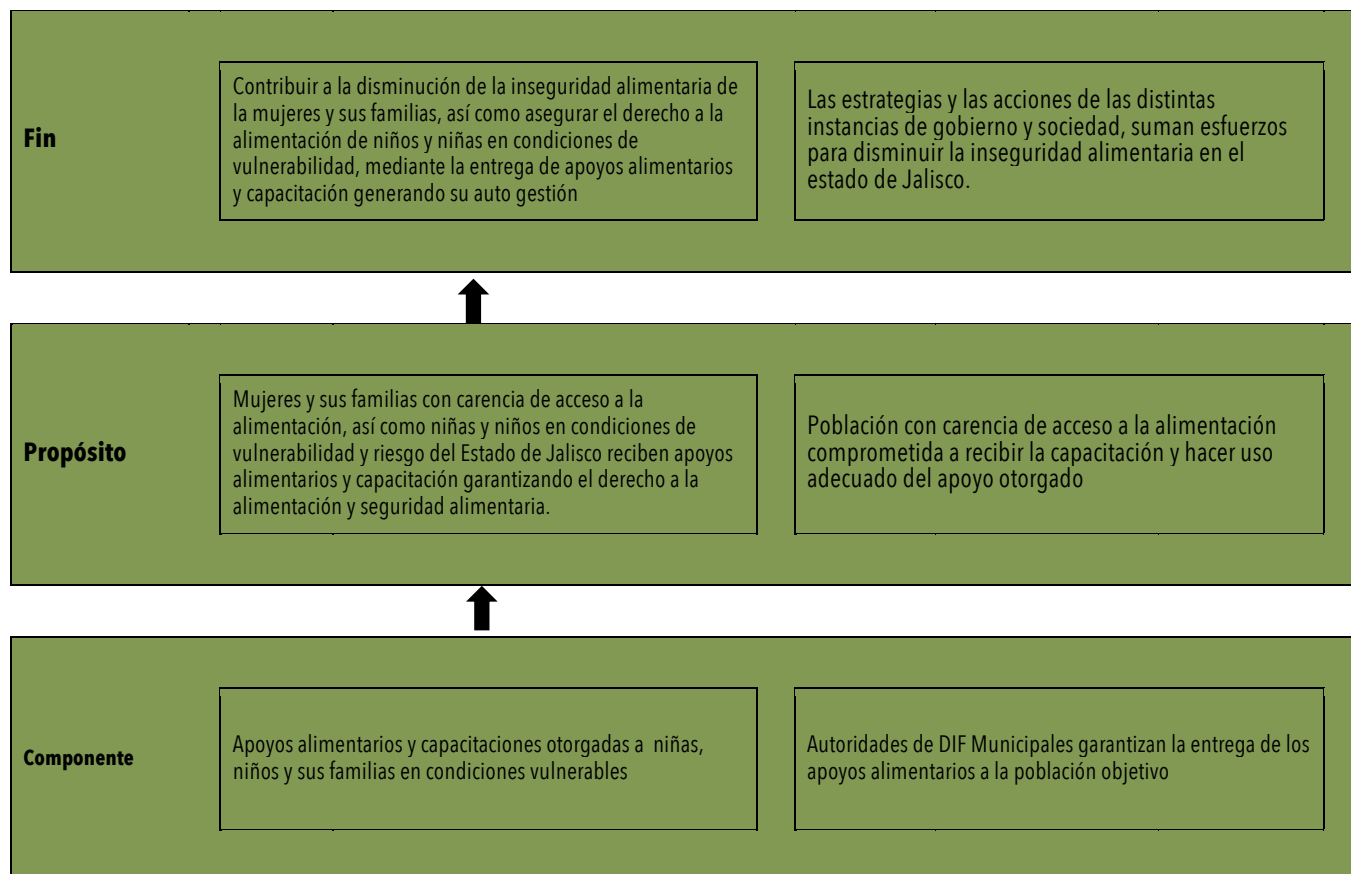 Fin
Contribuir a la disminución de la inseguridad alimentaria de
la mujeres y sus familias, así como asegurar el derecho a la
alimentación de niños y niñas en condiciones de
vulnerabilidad, mediante la entrega de apoyos alimentarios
y capacitación generando su auto gestión
Las estrategias y las acciones de las distintas
instancias de gobierno y sociedad, suman esfuerzos
para disminuir la inseguridad alimentaria en el
estado de Jalisco.
Propósito
Mujeres y sus familias con carencia de acceso a la
alimentación, así como niñas y niños en condiciones de
vulnerabilidad y riesgo del Estado de Jalisco reciben apoyos
alimentarios y capacitación garantizando el derecho a la
alimentación y seguridad alimentaria.
Población con carencia de acceso a la alimentación
comprometida a recibir la capacitación y hacer uso
adecuado del apoyo otorgado
Componente
Apoyos alimentarios y capacitaciones otorgadas a niñas,
niños y sus familias en condiciones vulnerables
Autoridades de DIF Municipales garantizan la entrega de los
apoyos alimentarios a la población objetivo